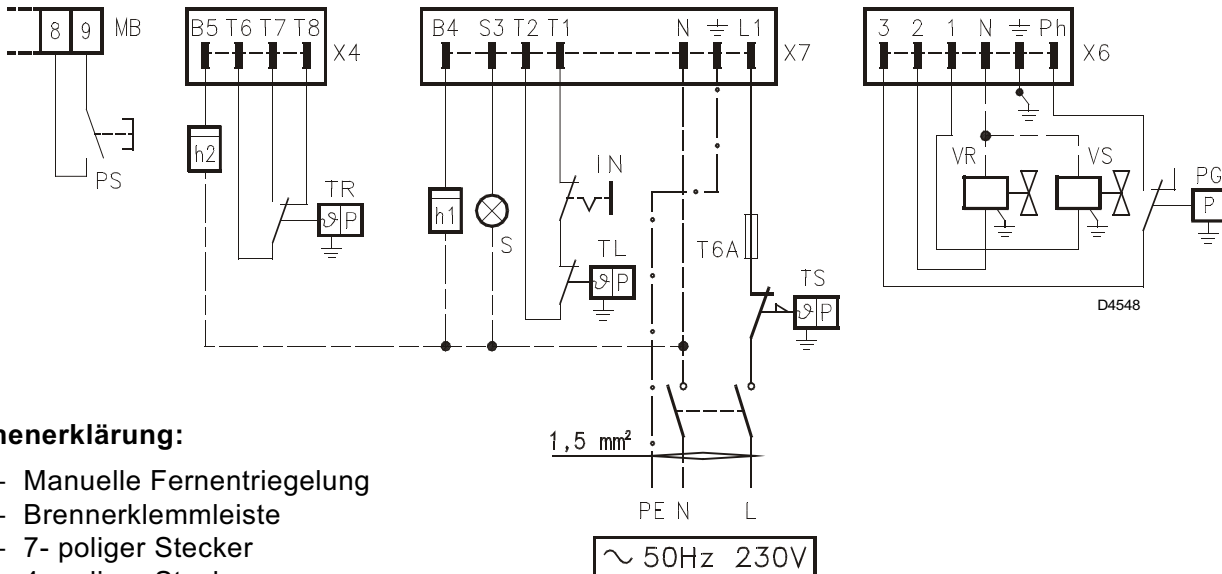 8 9 MB
B5 T6 T7 T8
X4
B4 S3 T2 T1 N L1
X7
3 2 1 N Ph
X6
PS
h2
TR
ϑ P
h1
S
IN
TL
ϑ P
T6A
TS
ϑ P
VR VS
PG
P
D4548
1,5 mm²
PE N L
~ 50Hz 230V
nenerklärung:
- Manuelle Fernentriegelung
- Brennerklemmleiste
- 7- poliger Stecker